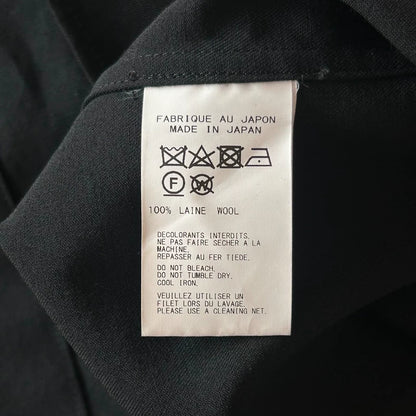 FABRIQUE AU JAPON
MADE IN JAPAN
F W
100% LAINE WOOL
DECOLORANTS INTERDITS.
NE PAS FAIRE SECHER A LA
MACHINE.
REPASSER AU FER TIEDE.
DO NOT BLEACH.
DO NOT TUMBLE DRY.
COOL IRON.
VEUILLEZ UTILISER UN
FILET LORS DU LAVAGE.
PLEASE USE A CLEANING NET.